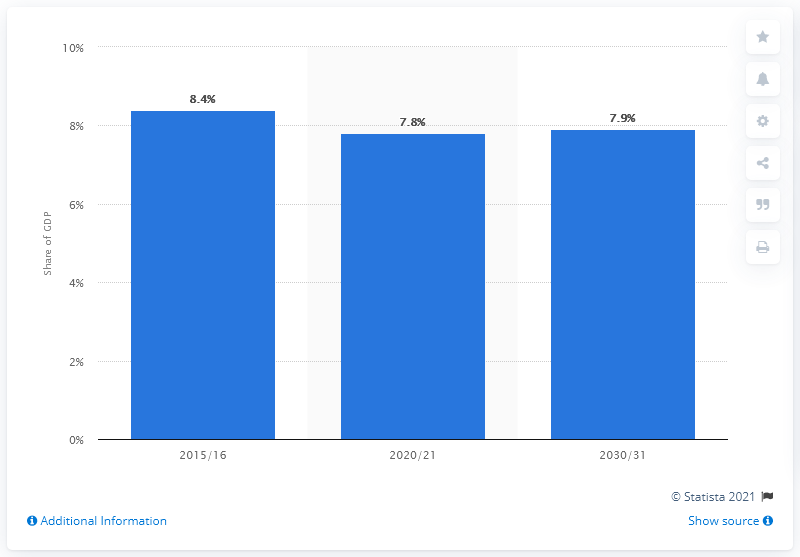 10%
8.4%
7.8%
7.9%
8%
6%
Share of GDP
4%
2%
0%
2015/16 2020/21 2030/31
© Statista 2021
Additional Information Show source